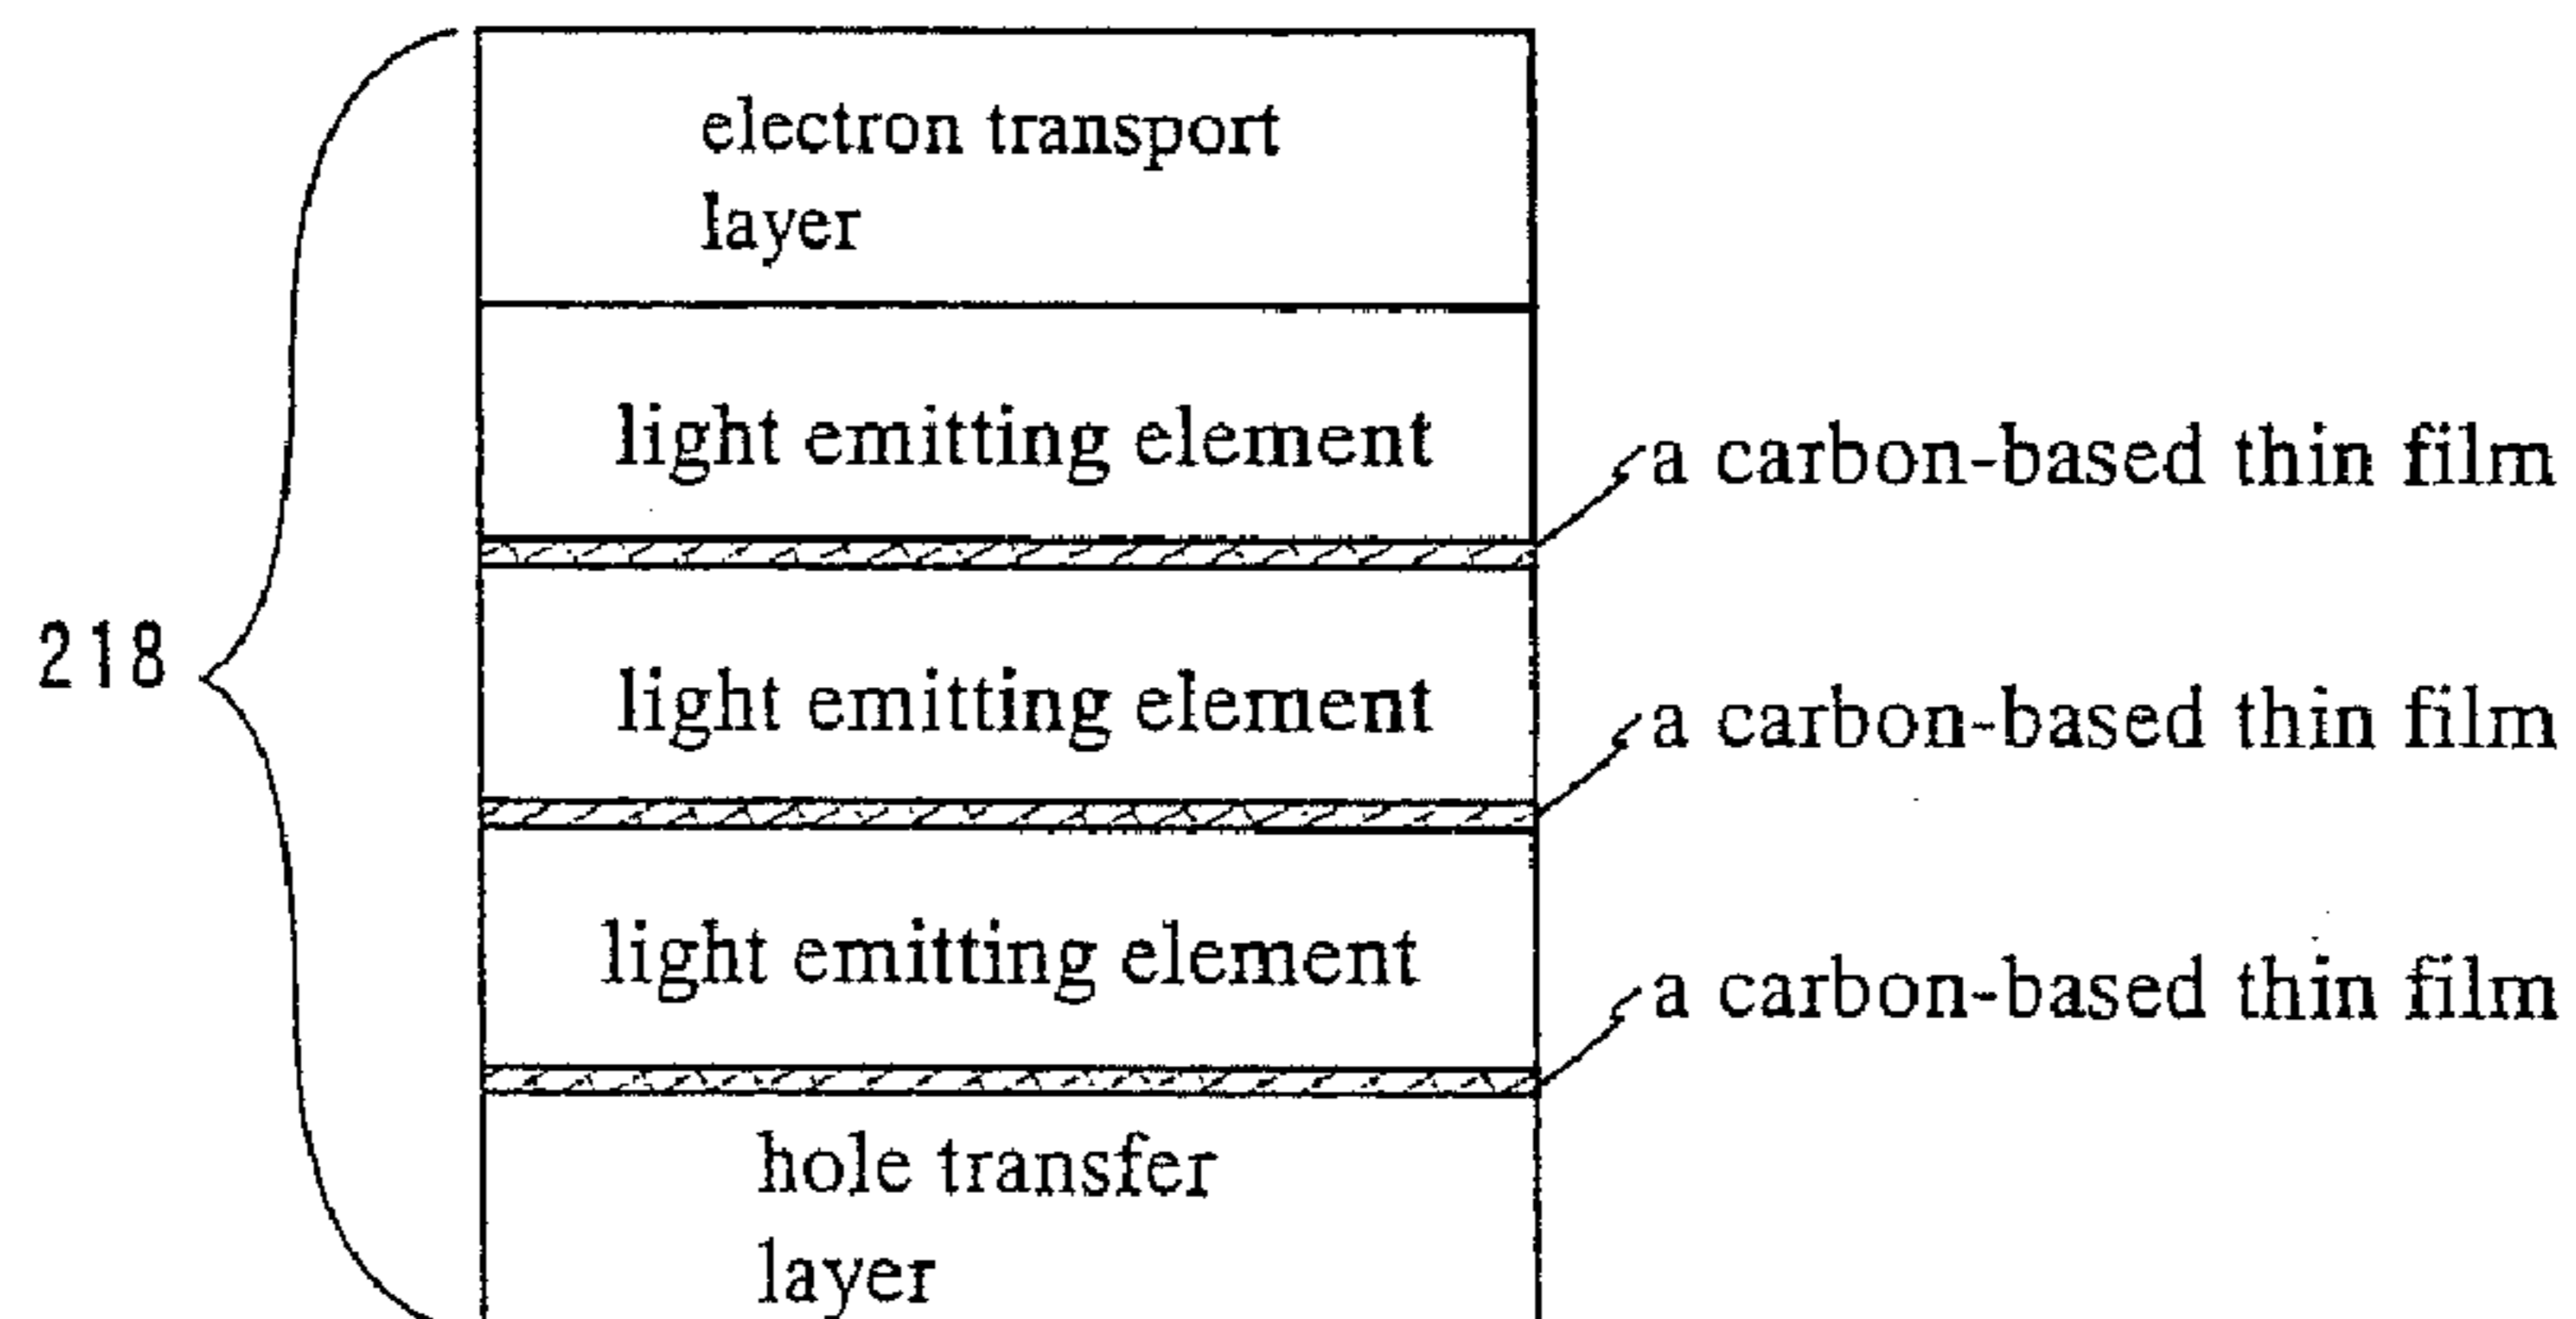 electron transport
layer
light emitting element
a carbon-based thin film
218
light emitting element
a carbon-based thin film
light emitting element
a carbon-based thin film
hole transfer
layer